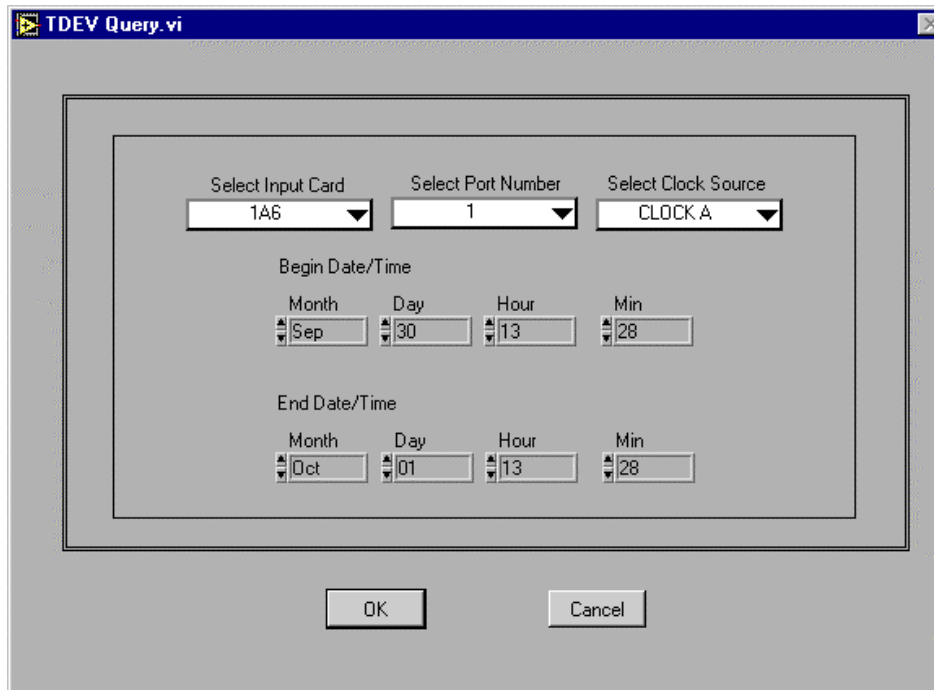 TDEV Query.vi
Select Input Card Select Port Number Select Clock Source
1A6 1 CLOCK A
Begin Date/Time
Month Day Hour Min
Sep 30 13 28
End Date/Time
Month Day Hour Min
Oct 01 13 28
OK Cancel